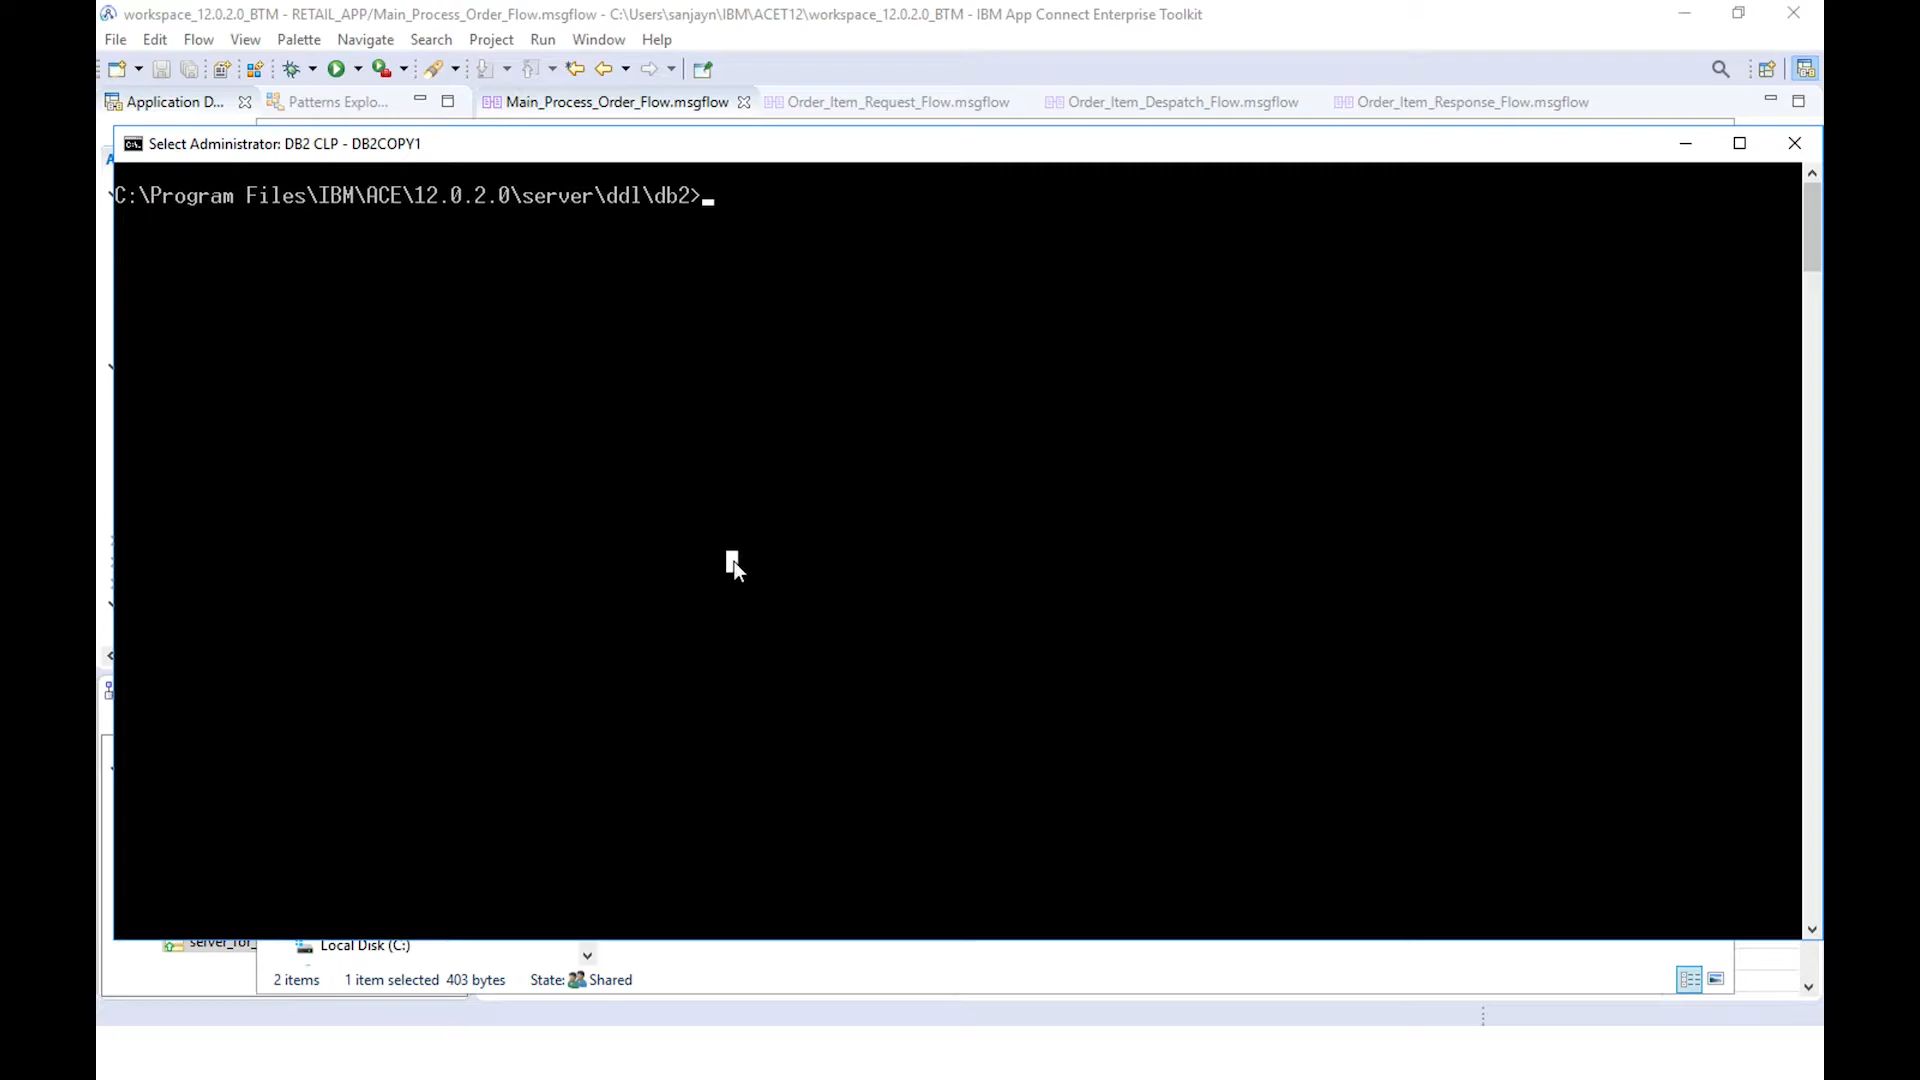 workspace_12.0.2.0_BTM - RETAIL_APP/Main_Process_Order_Flow.msgflow - C:\Users\sanjayn\IBM\ACET12\workspace_12.0.2.0_BTM - IBM App Connect Enterprise Toolkit
File Edit Flow View Palette Navigate Search Project Run Window Help
Application D... Patterns Explo... Main_Process_Order_Flow.msgflow Order_Item_Request_Flow.msgflow Order_Item_Despatch_Flow.msgflow Order_Item_Response_Flow.msgflow
Select Administrator: DB2 CLP - DB2COPY1
C:\Program Files\IBM\ACE\12.0.2.0\server\ddl\db2>
server_for_ Local Disk (C:)
2 items 1 item selected 403 bytes State: Shared